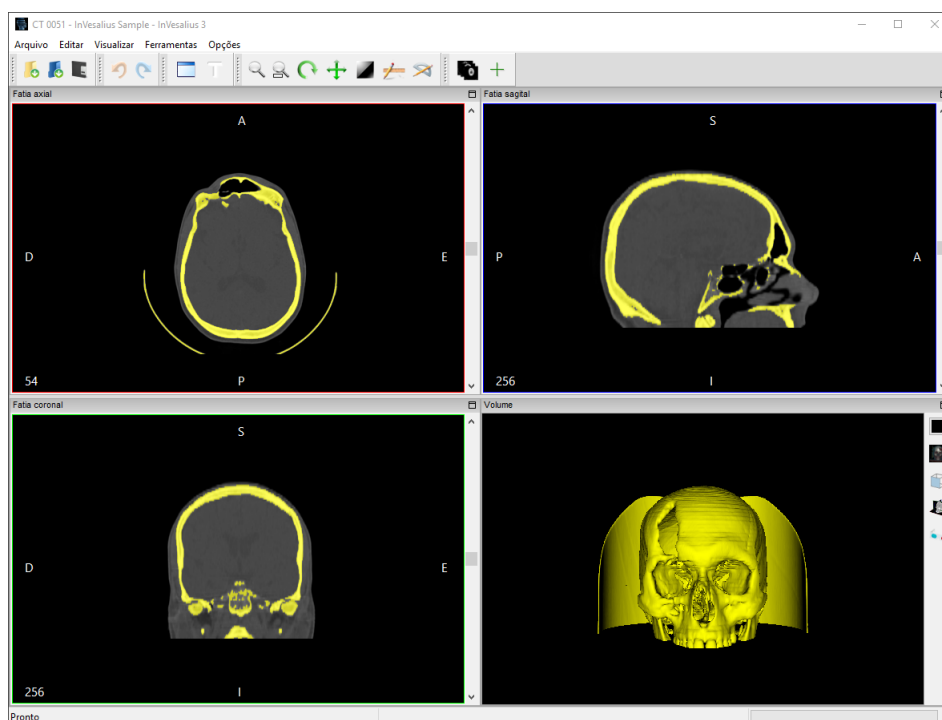 CT 0051 - InVesalius Sample - InVesalius 3
Arquivo Editar Visualizar Ferramentas Opções
Fatia axial
A
D
E
54
P
Fatia sagital
S
P
A
256
I
Fatia coronal
S
D
E
256
I
Volume
Pronto